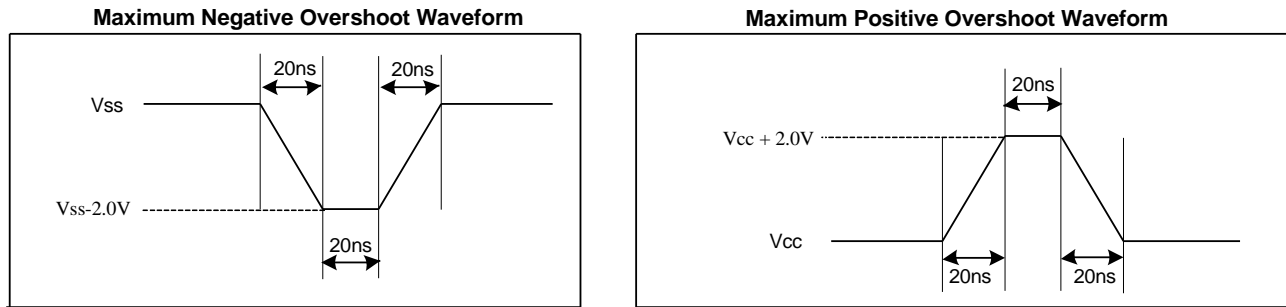 Maximum Negative Overshoot Waveform
20ns
20ns
Vss
Vss-2.0V
20ns
Maximum Positive Overshoot Waveform
20ns
Vcc + 2.0V
Vcc
20ns
20ns